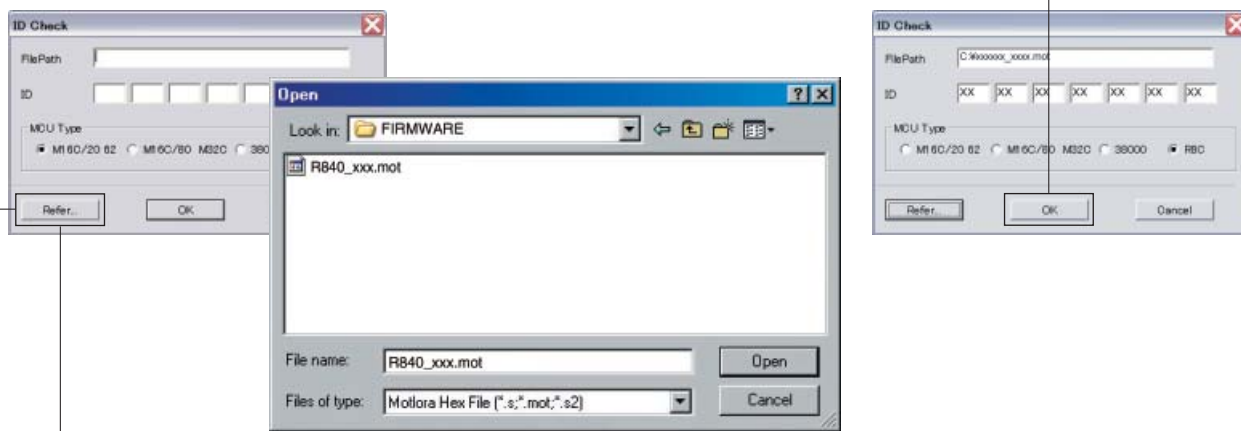 ID Check
FilePath
ID
MCU Type
M16C/20 62 M16C/80 M32C
Refer...
OK
Open
Look in: FIRMWARE
R840_xxx.mot
File name: R840_xxx.mot Open
Files of type: Motlora Hex File (*.s;*.mot;*.s2) Cancel
ID Check
FilePath C:¥xxxxxx_xxxx.mot
ID XX XX XX XX XX XX XX
MCU Type
M16C/20 62 M16C/80 M32C 38000 R8C
Refer... OK Cancel